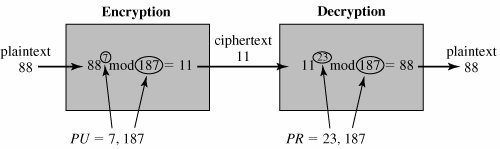 Encryption
Decryption
plaintext
88
88^7 mod 187 = 11
ciphertext
11
11^23 mod 187 = 88
plaintext
88
PU = 7, 187
PR = 23, 187